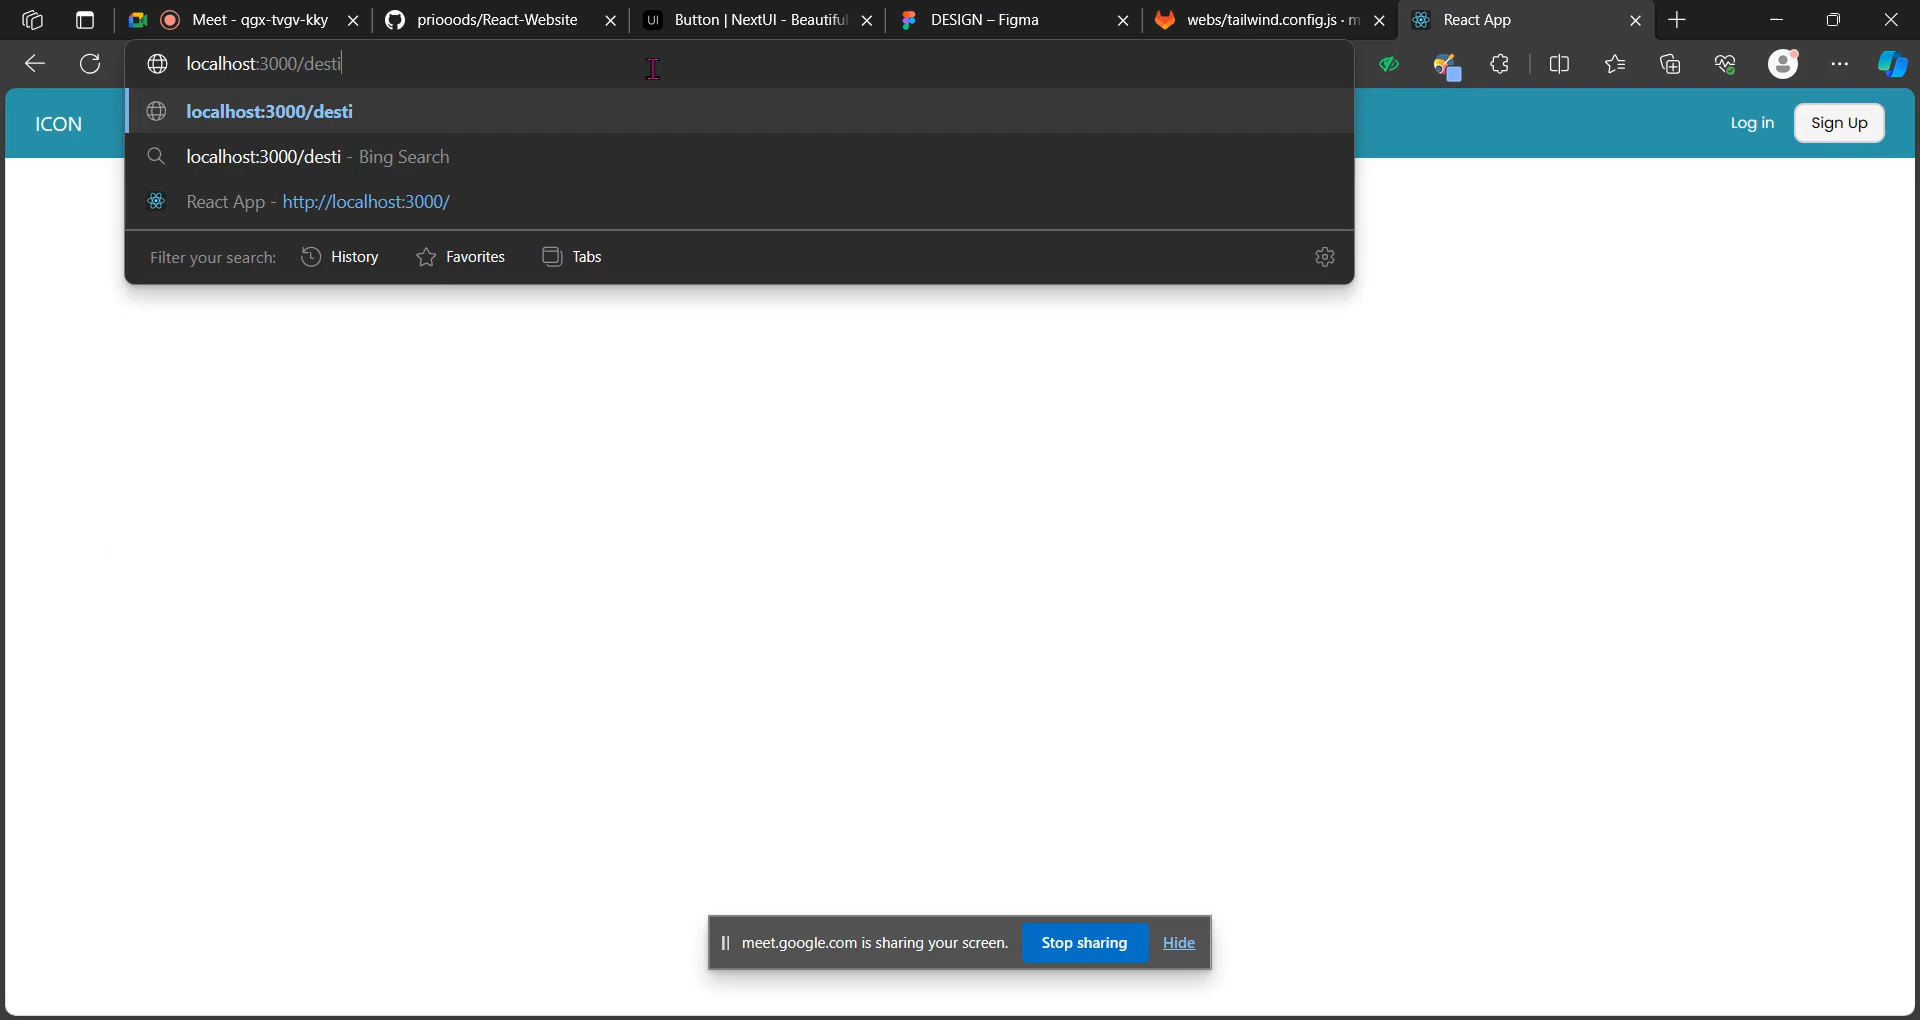 Meet - qgx-tvgv-kky
priooods/React-Website
UI
Button | NextUI - Beautiful
DESIGN – Figma
webs/tailwind.config.js · m
React App
localhost:3000/desti
ICON
localhost:3000/desti
Log in
Sign Up
localhost:3000/desti - Bing Search
React App - http://localhost:3000/
Filter your search:
History
Favorites
Tabs
meet.google.com is sharing your screen.
Stop sharing
Hide